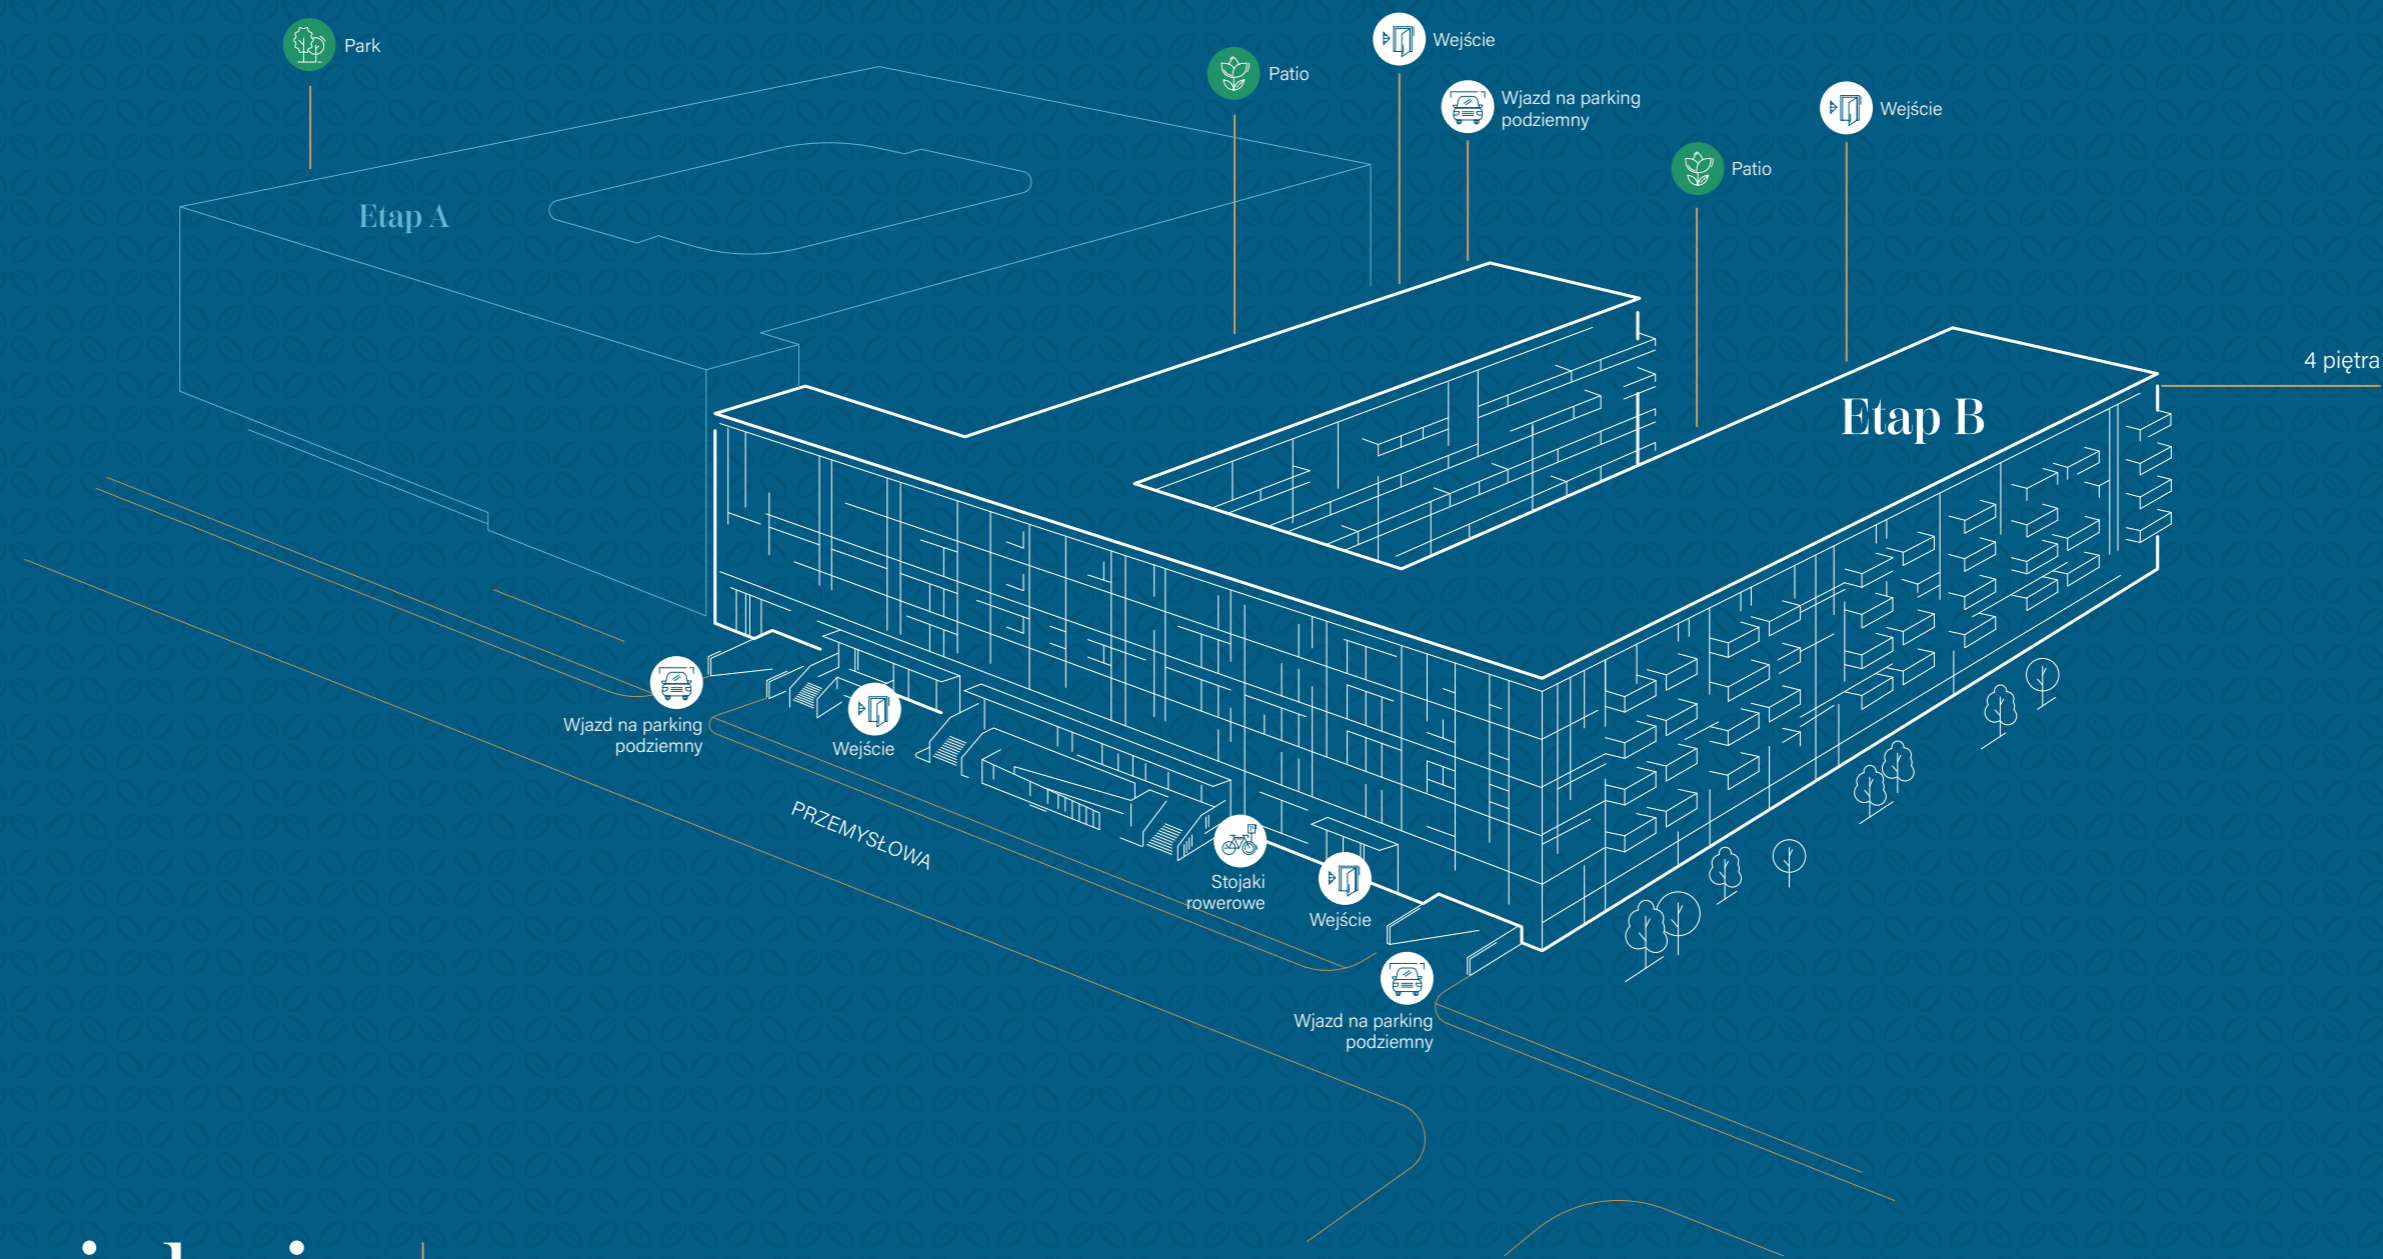 Park
Patio
Wejście
Wjazd na parking
podziemny
Wejście
Patio
Etap A
4 piętra
Etap B
Wjazd na parking
podziemny
Wejście
PRZEMYSŁOWA
Stojaki
rowerowe
Wejście
Wjazd na parking
podziemny